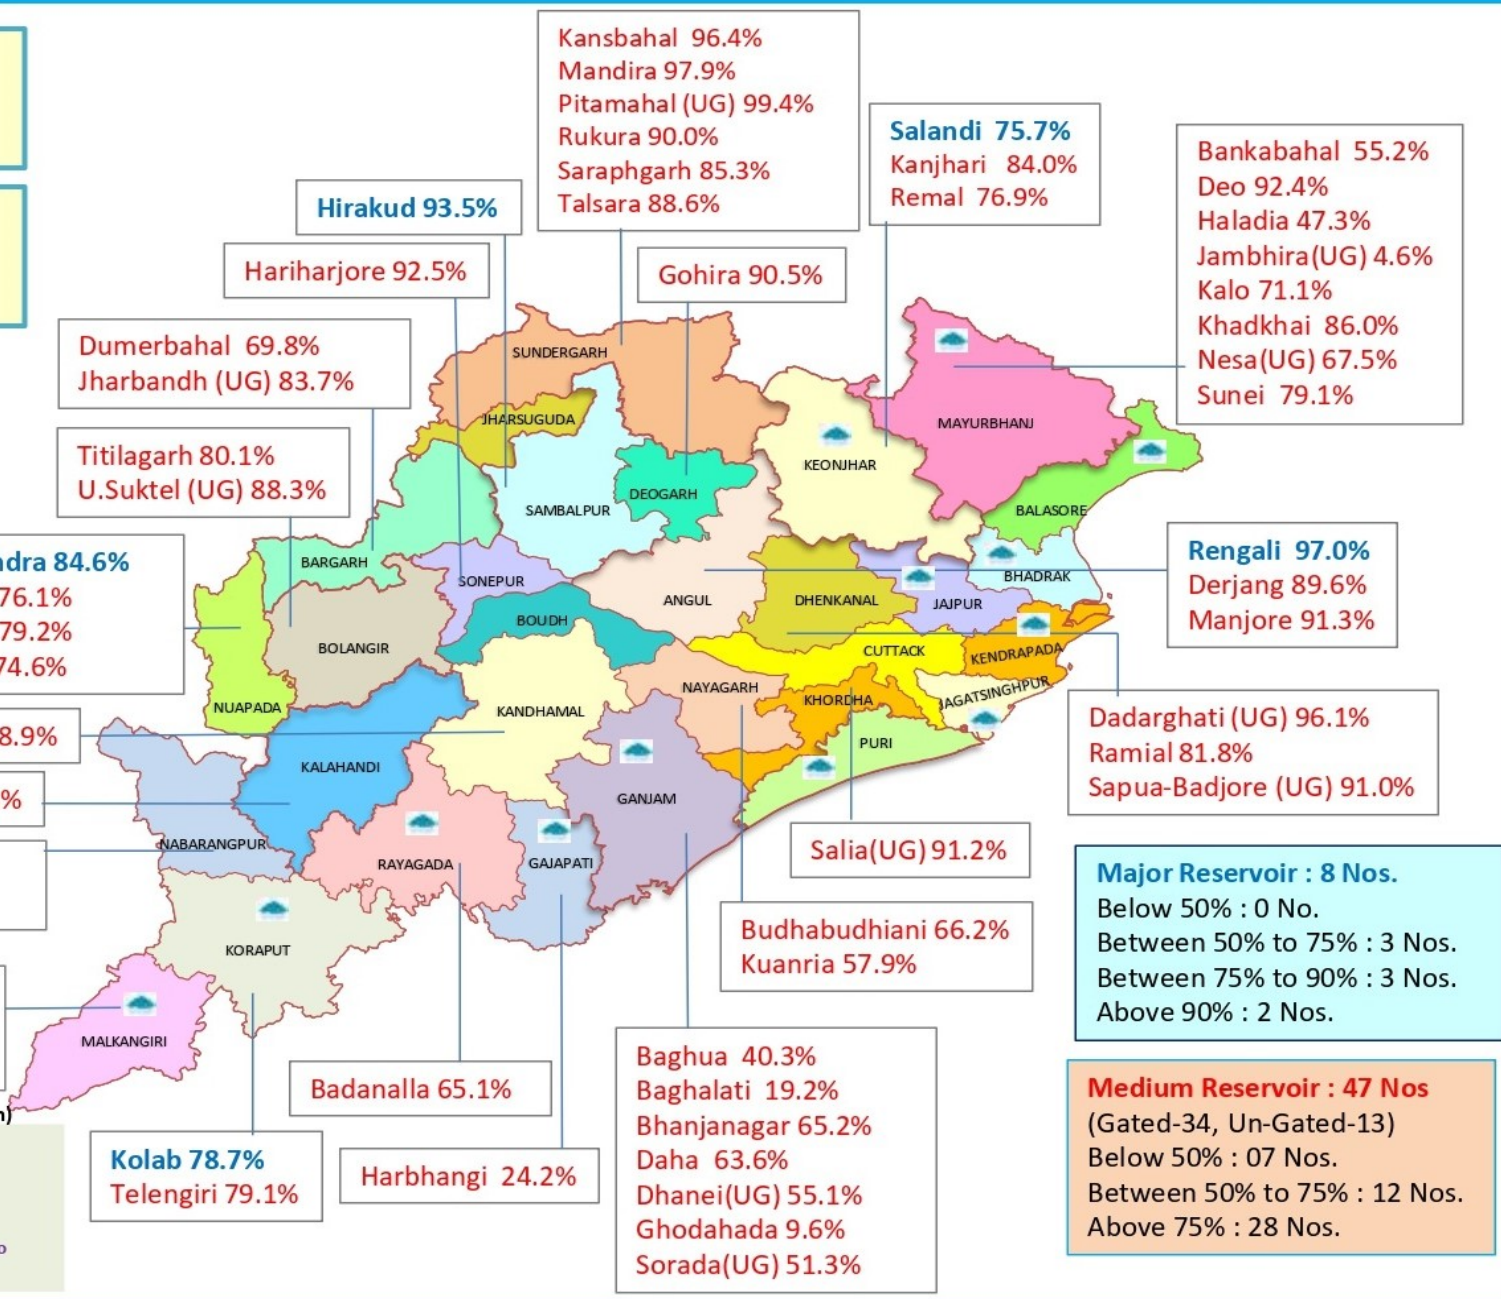 Kansbahal 96.4%
Mandira 97.9%
Pitamahal (UG) 99.4%
Rukura 90.0%
Saraphgarh 85.3%
Talsara 88.6%
Salandi 75.7%
Kanjhari 84.0%
Remal 76.9%
Bankabahal 55.2%
Deo 92.4%
Haladia 47.3%
Jambhira(UG) 4.6%
Kalo 71.1%
Khadkhai 86.0%
Nesa(UG) 67.5%
Sunei 79.1%
Hirakud 93.5%
Hariharjore 92.5%
Gohira 90.5%
Dumerbahal 69.8%
Jharbandh (UG) 83.7%
Titilagarh 80.1%
U.Suktel (UG) 88.3%
dra 84.6%
76.1%
79.2%
74.6%
8.9%
%
SUNDERGARH
JHARSUGUDA
SAMBALPUR
DEOGARH
KEONJHAR
MAYURBHANJ
BALASORE
BARGARH
SONEPUR
ANGUL
DHENKANAL
JAJPUR
BHADRAK
BOUDH
BOLANGIR
CUTTACK
KENDRAPADA
NUAPADA
KANDHAMAL
NAYAGARH
KHORDHA
JAGATSINGHPUR
PURI
KALAHANDI
GANJAM
NABARANGPUR
RAYAGADA
GAJAPATI
KORAPUT
MALKANGIRI
Rengali 97.0%
Derjang 89.6%
Manjore 91.3%
Dadarghati (UG) 96.1%
Ramial 81.8%
Sapua-Badjore (UG) 91.0%
Salia(UG) 91.2%
Budhabudhiani 66.2%
Kuanria 57.9%
Major Reservoir : 8 Nos.
Below 50% : 0 No.
Between 50% to 75% : 3 Nos.
Between 75% to 90% : 3 Nos.
Above 90% : 2 Nos.
Badanalla 65.1%
Kolab 78.7%
Telengiri 79.1%
Harbhangi 24.2%
Baghua 40.3%
Baghalati 19.2%
Bhanjanagar 65.2%
Daha 63.6%
Dhanei(UG) 55.1%
Ghodahada 9.6%
Sorada(UG) 51.3%
Medium Reservoir : 47 Nos
(Gated-34, Un-Gated-13)
Below 50% : 07 Nos.
Between 50% to 75% : 12 Nos.
Above 75% : 28 Nos.